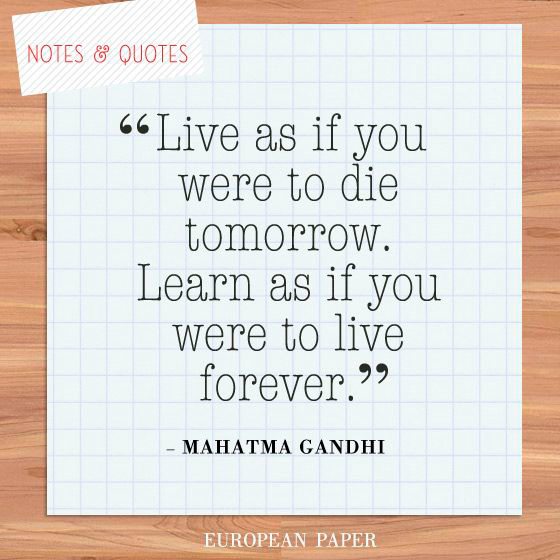 NOTES & QUOTES
“Live as if you
were to die
tomorrow.
Learn as if you
were to live
forever.”
– MAHATMA GANDHI
EUROPEAN PAPER